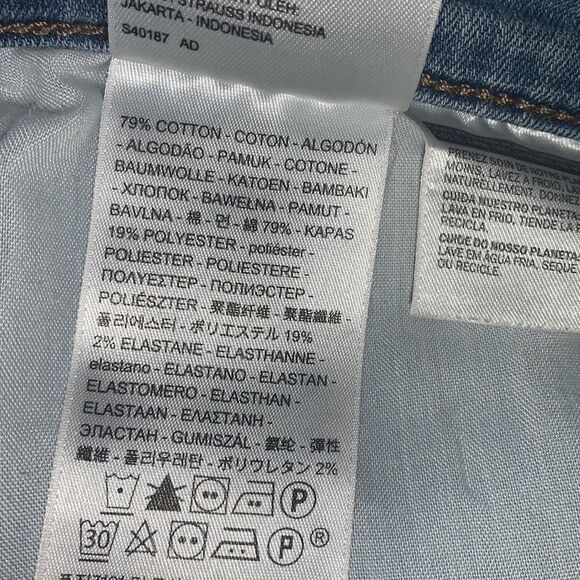 STRAUSS INDONESIA
JAKARTA - INDONESIA
S40187 AD
79% COTTON - COTON - ALGODÓN
- ALGODÃO - PAMUK - COTONE -
BAUMWOLLE - KATOEN - BAMBAKI
- ХЛОПОК - BAWEŁNA - PAMUT -
BAVLNA - 棉 - 면 - 綿 79% - KAPAS
19% POLYESTER - poliéster -
POLIESTER - POLIESTERE -
ΠΟΛΥΕΣΤΕΡ - ПОЛИЭСТЕР -
POLIÉSZTER - 聚酯纤维 - 聚酯纖維 -
폴리에스터 - ポリエステル 19%
2% ELASTANE - ELASTHANNE -
elastano - ELASTANO - ELASTAN -
ELASTOMERO - ELASTHAN -
ELASTAAN - ΕΛΑΣΤΑΝΗ -
ЭЛАСТАН - GUMISZÁL - 氨纶 - 彈性
纖維 - 폴리우레탄 - ポリウレタン 2%
P
30 P ®
PRENEZ SOIN DE NOTRE
MOINS, LAVEZ À FROID,
NATURELLEMENT, DONNEZ
CUIDA NUESTRO PLANETA
LAVA EN FRIO. TIENDE LA
RECICLA.
CUIDE DO NOSSO PLANETA-
LAVE EM ÁGUA FRIA, SEQUE
OU RECICLE.